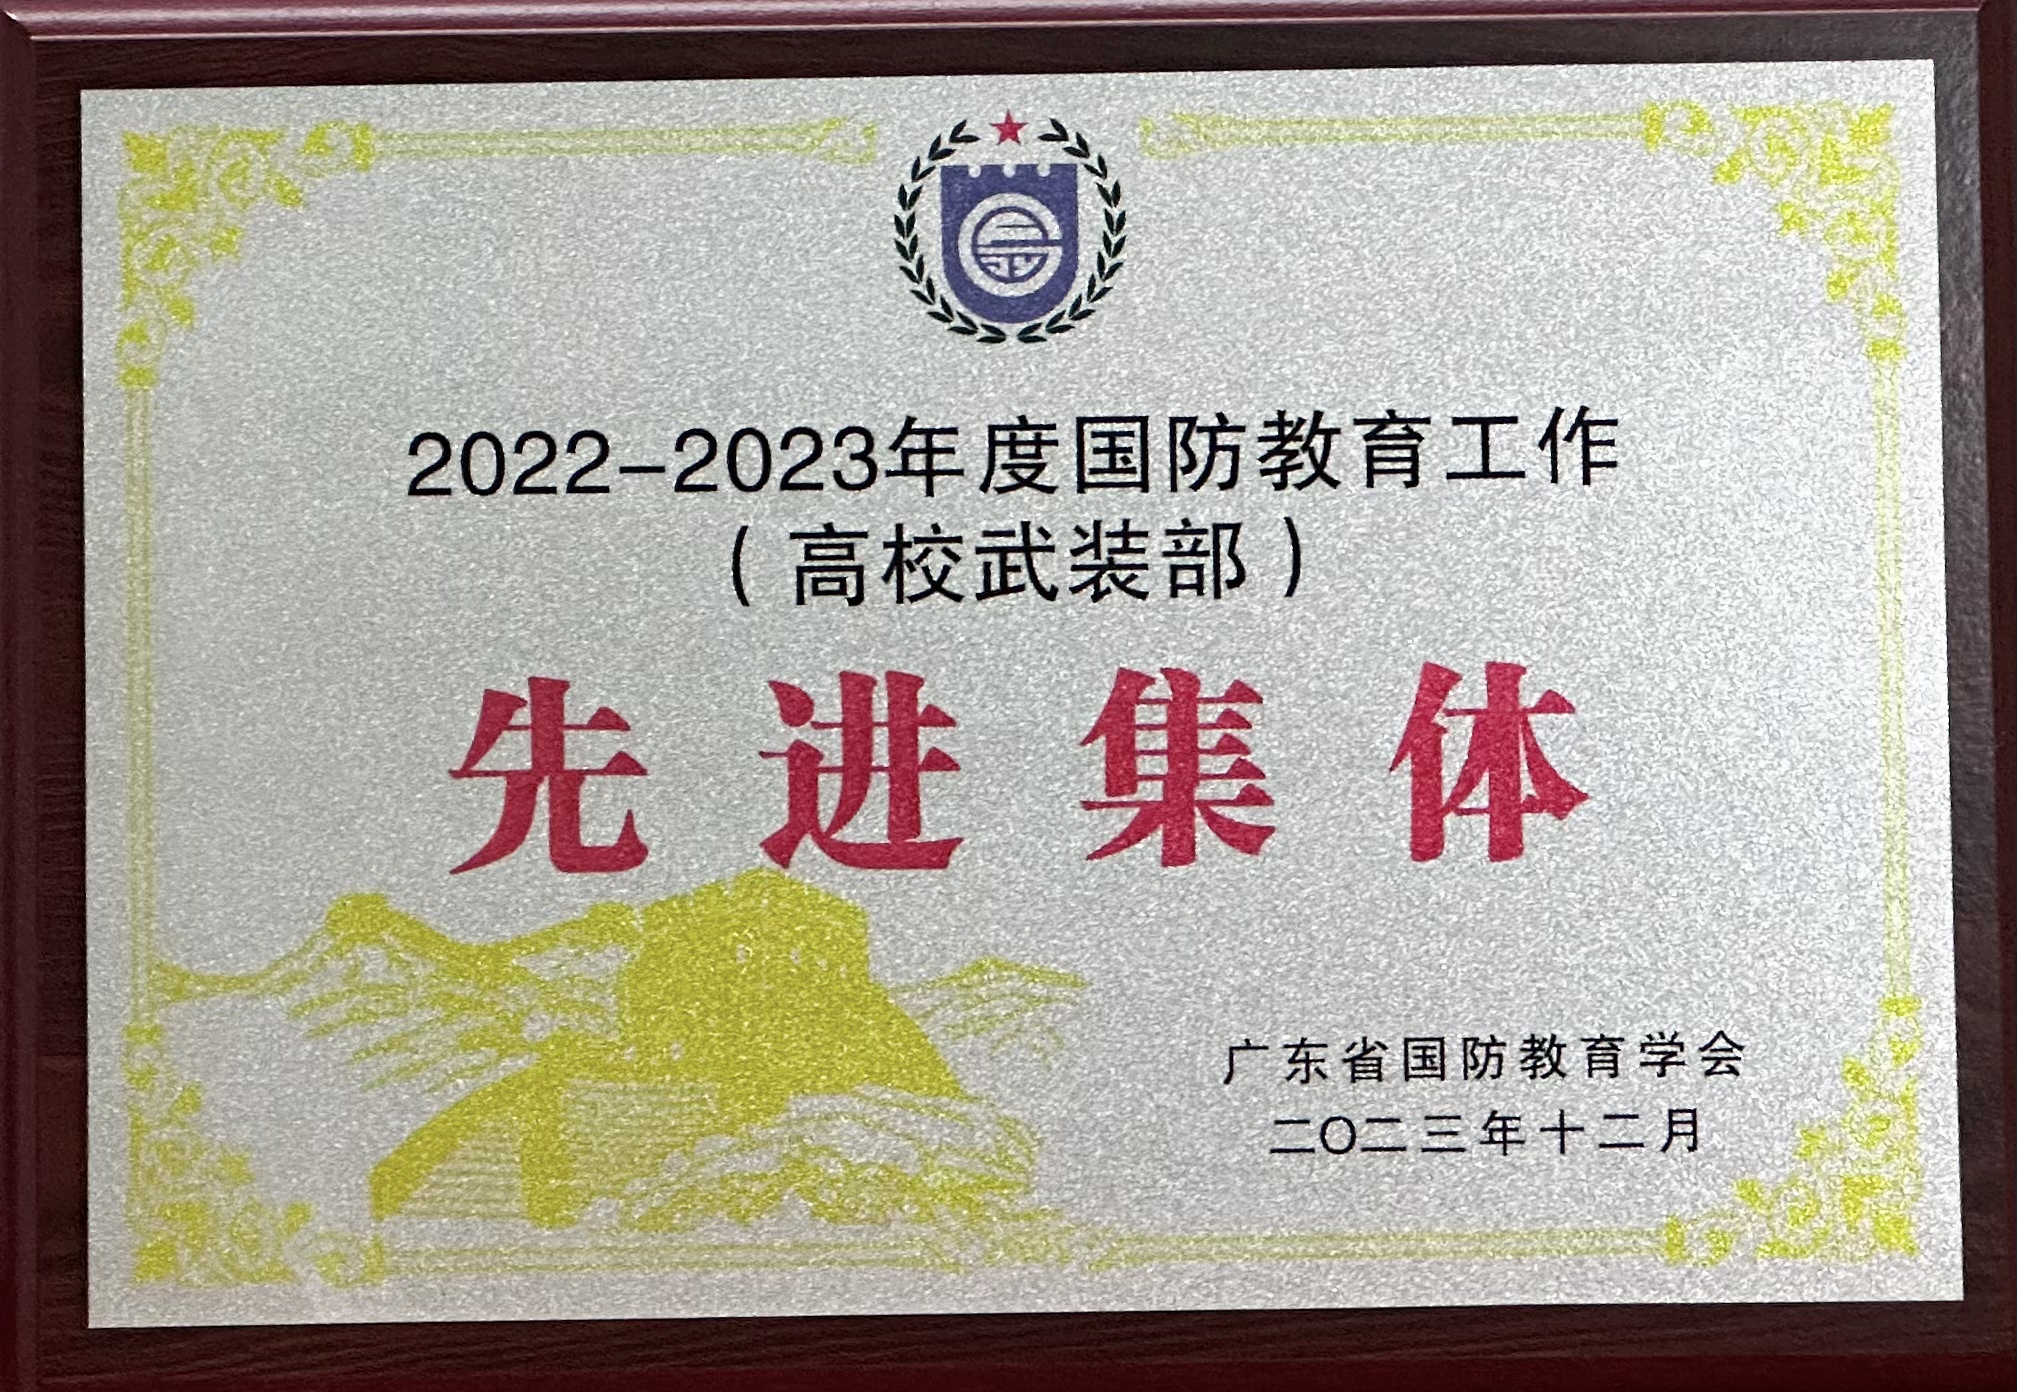 2022-2023年度国防教育工作
（高校武装部）
先进集体
广东省国防教育学会
二〇二三年十二月